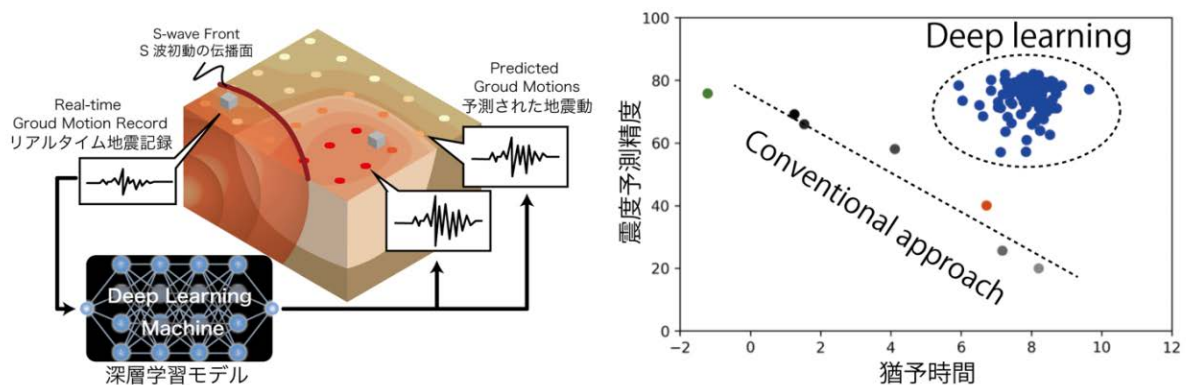 S-wave Front
S 波初動の伝播面
Real-time
Groud Motion Record
リアルタイム地震記録
Predicted
Groud Motions
予測された地震動
Deep Learning
Machine
深層学習モデル
Deep learning
Conventional approach
震度予測精度
100
80
60
40
20
0
−2
0
2
4
6
8
10
12
猶予時間